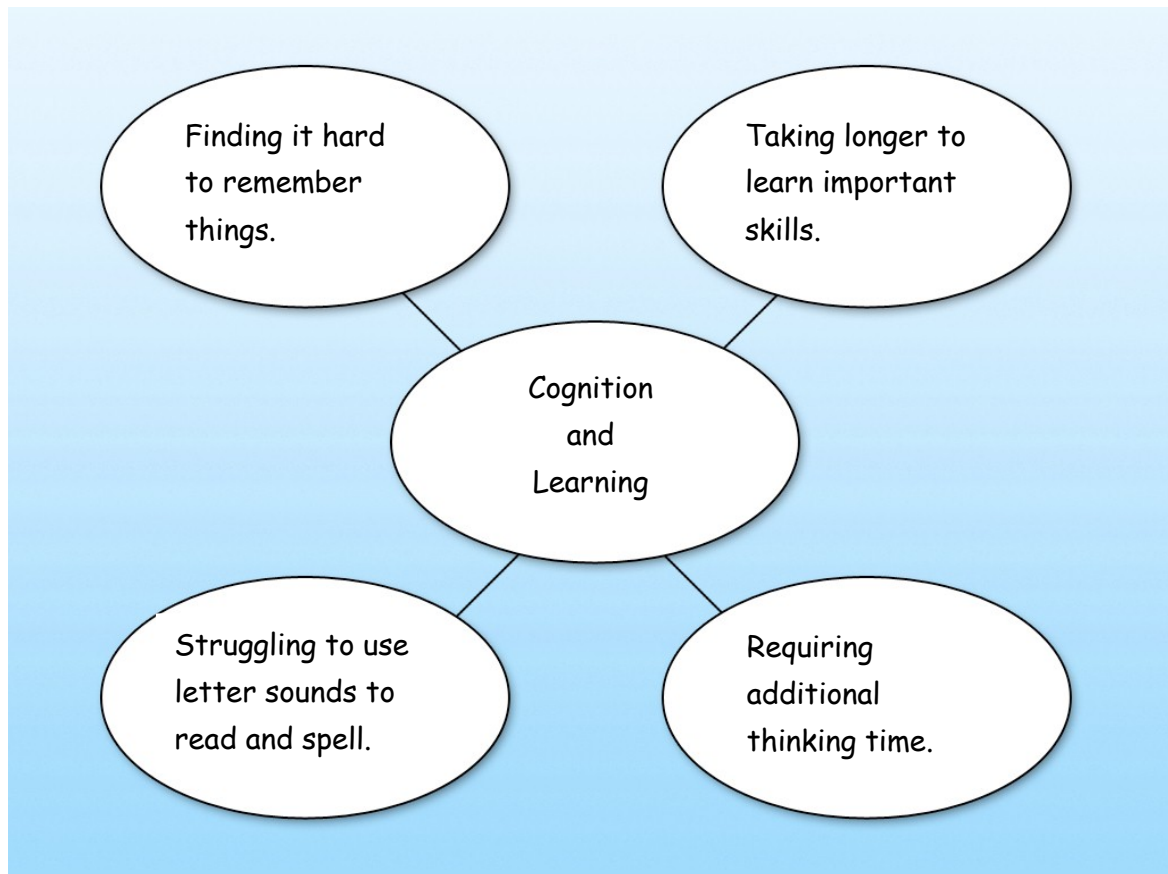 Finding it hard
to remember
things.
Taking longer to
learn important
skills.
Cognition
and
Learning
Struggling to use
letter sounds to
read and spell.
Requiring
additional
thinking time.